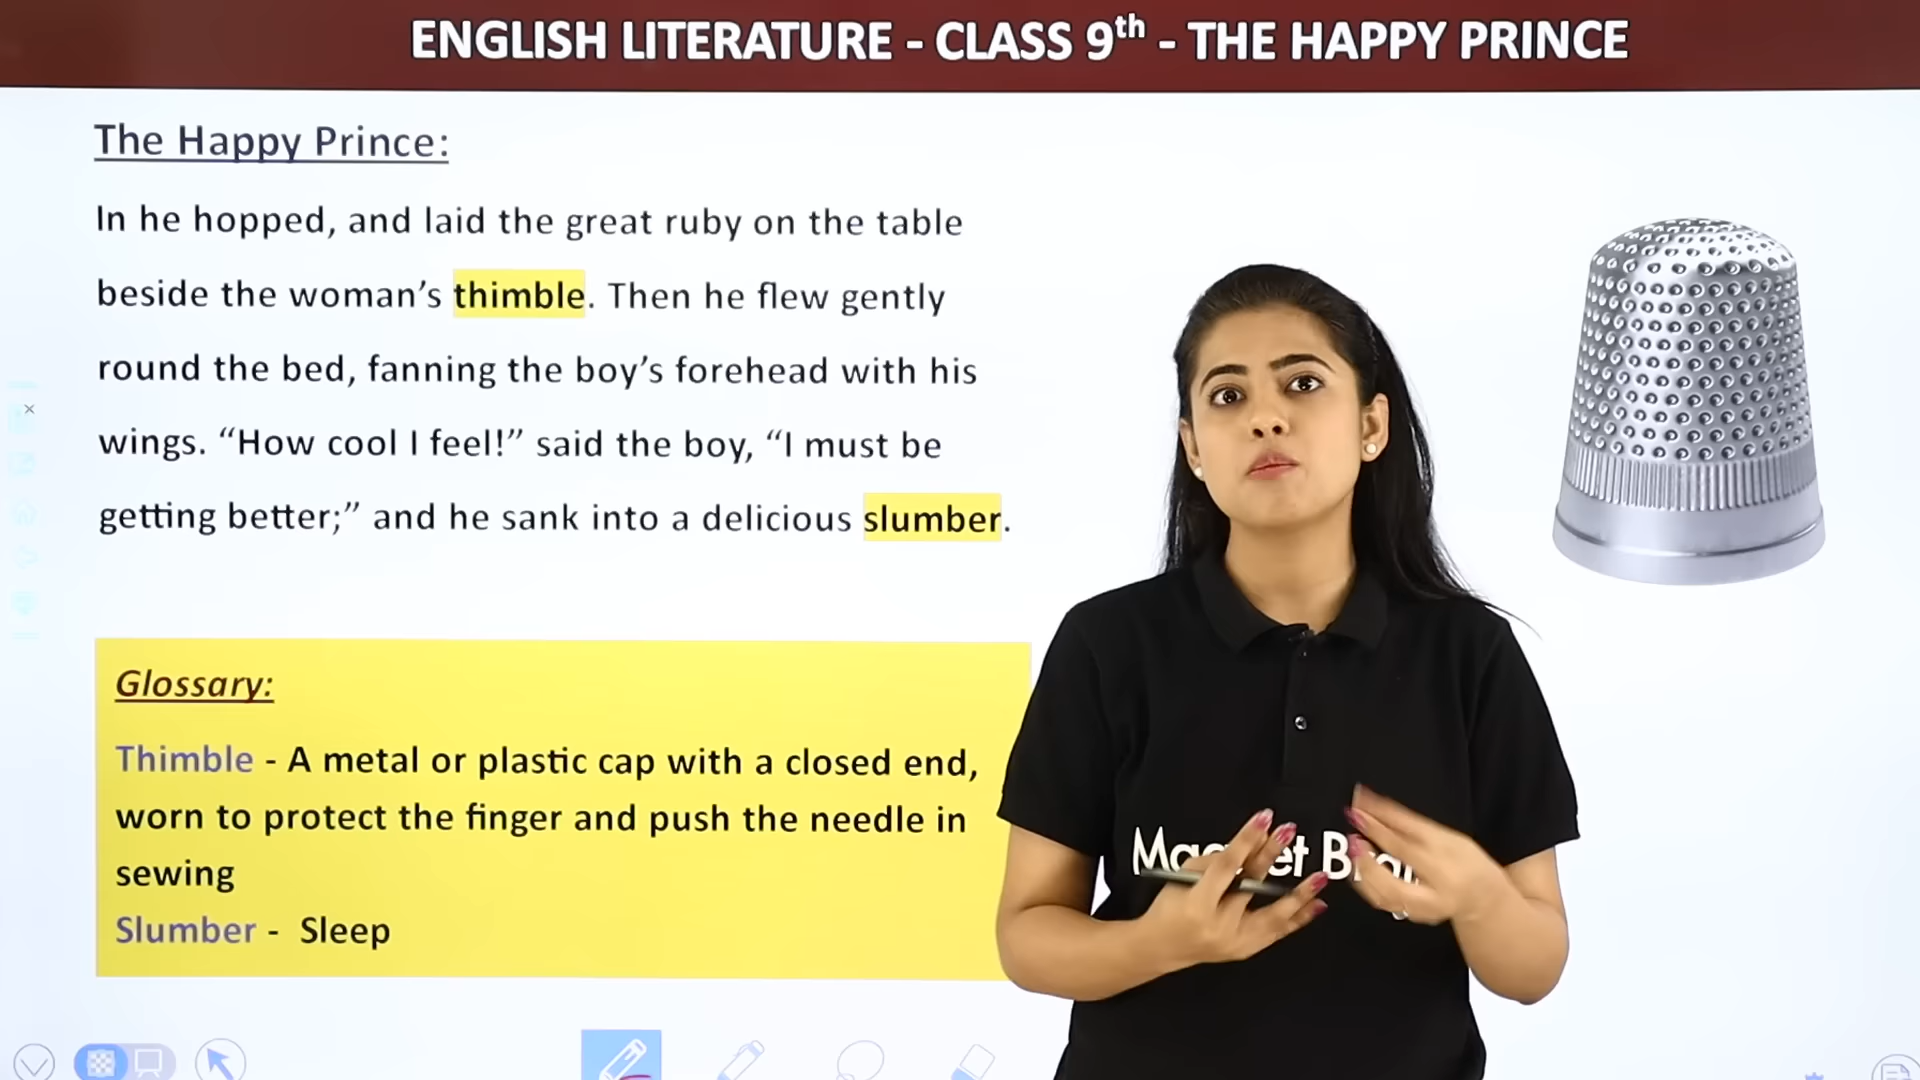 ENGLISH LITERATURE - CLASS 9th - THE HAPPY PRINCE
The Happy Prince:
In he hopped, and laid the great ruby on the table
beside the woman’s thimble. Then he flew gently
round the bed, fanning the boy’s forehead with his
wings. “How cool I feel!” said the boy, “I must be
getting better;” and he sank into a delicious slumber.
Glossary:
Thimble - A metal or plastic cap with a closed end,
worn to protect the finger and push the needle in
sewing
Slumber - Sleep